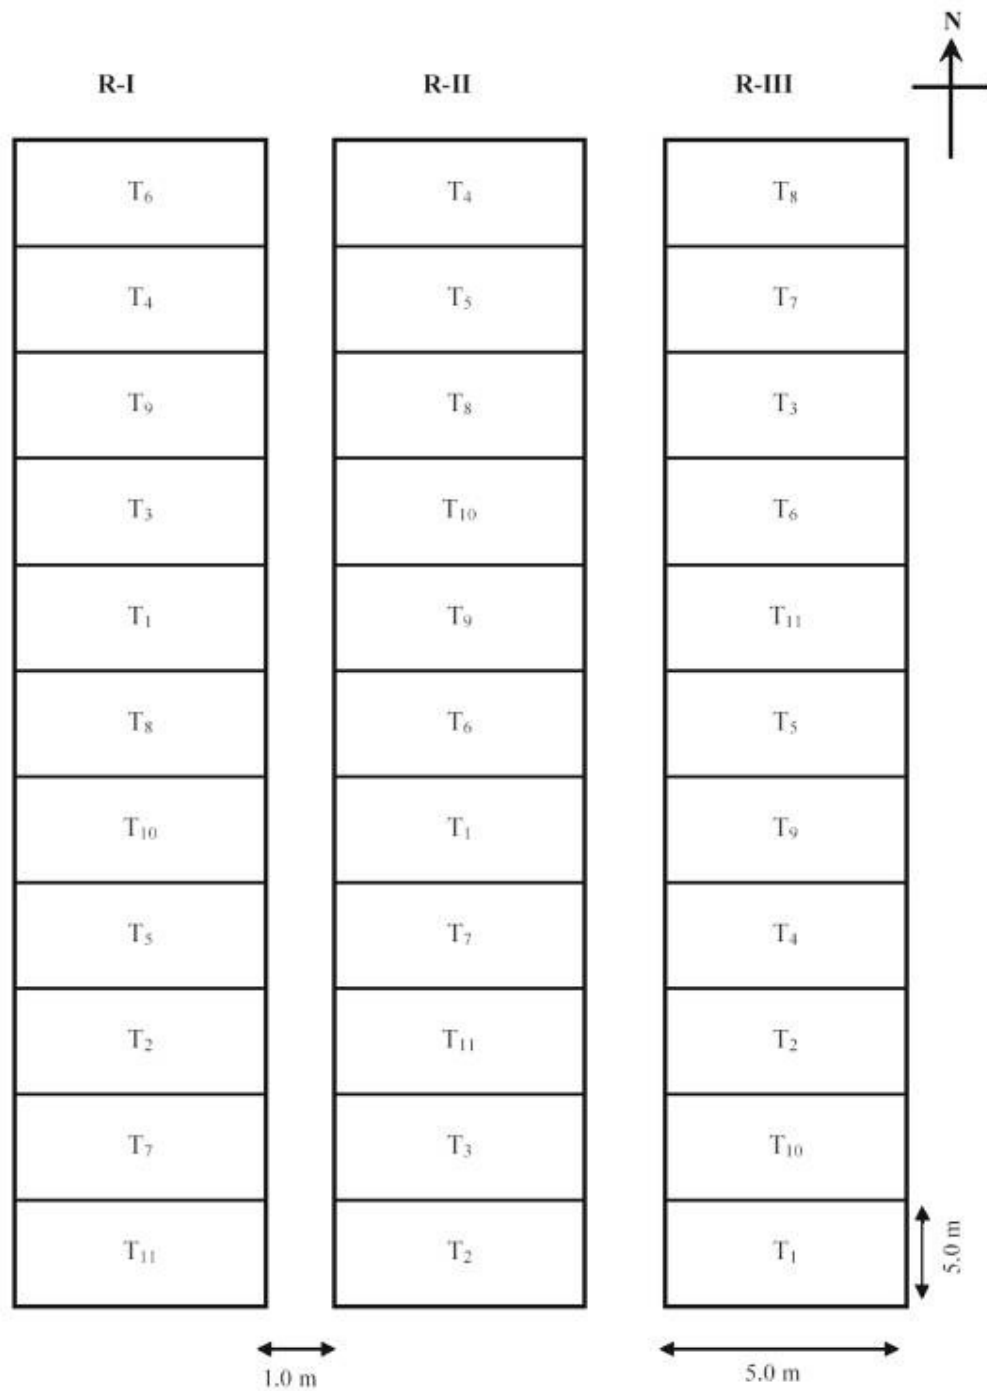 N
R-I R-II R-III
T₆ T₄ T₈
T₄ T₅ T₇
T₉ T₈ T₃
T₃ T₁₀ T₆
T₁ T₉ T₁₁
T₈ T₆ T₅
T₁₀ T₁ T₉
T₅ T₇ T₄
T₂ T₁₁ T₂
T₇ T₃ T₁₀
T₁₁ T₂ T₁
5.0 m
1.0 m 5.0 m